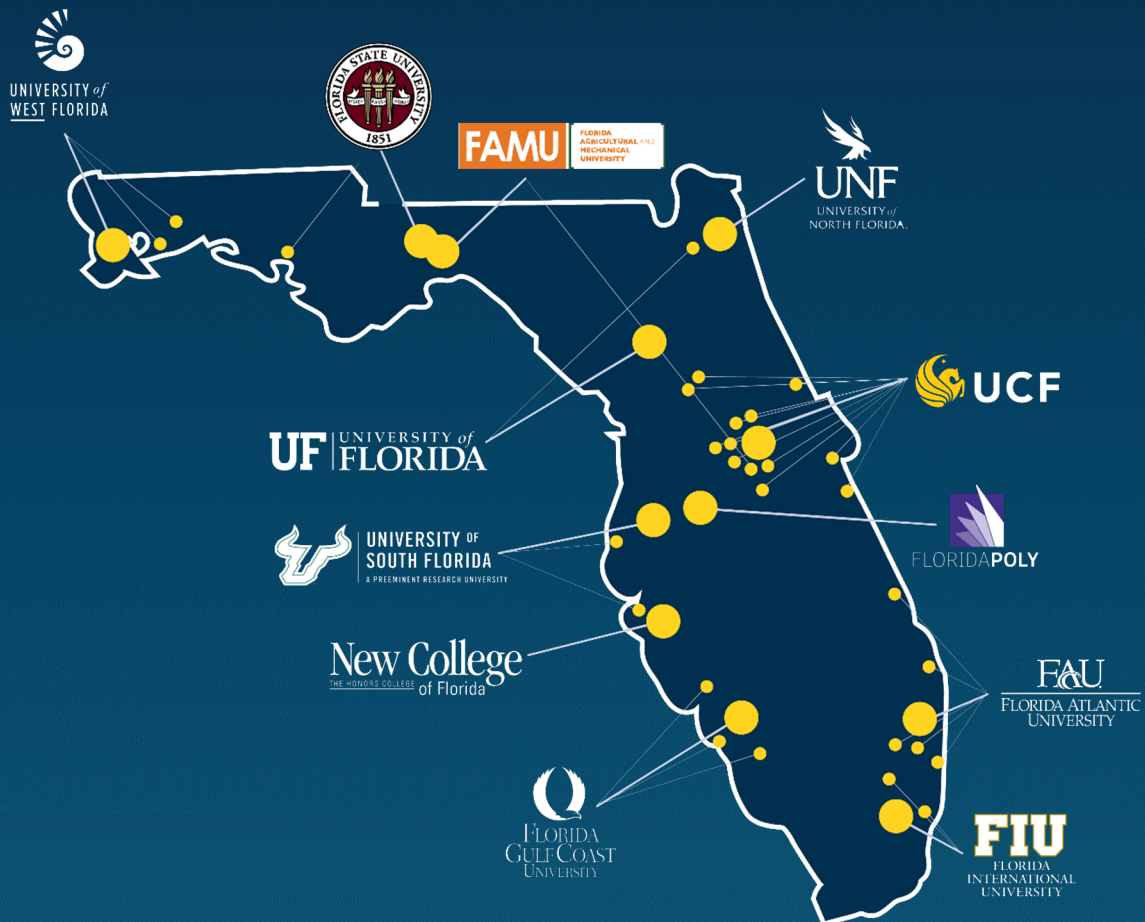 UNIVERSITY of
WEST FLORIDA
FLORIDA STATE UNIVERSITY
1851
FAMU
FLORIDA
AGRICULTURAL AND
MECHANICAL
UNIVERSITY
UNF
UNIVERSITY of
NORTH FLORIDA.
UCF
UF
UNIVERSITY of
FLORIDA
UNIVERSITY OF
SOUTH FLORIDA
A PREEMINENT RESEARCH UNIVERSITY
FLORIDAPOLY
New College
THE HONORS COLLEGE
of Florida
FAU
FLORIDA ATLANTIC
UNIVERSITY
FLORIDA
GULF COAST
UNIVERSITY
FIU
FLORIDA
INTERNATIONAL
UNIVERSITY